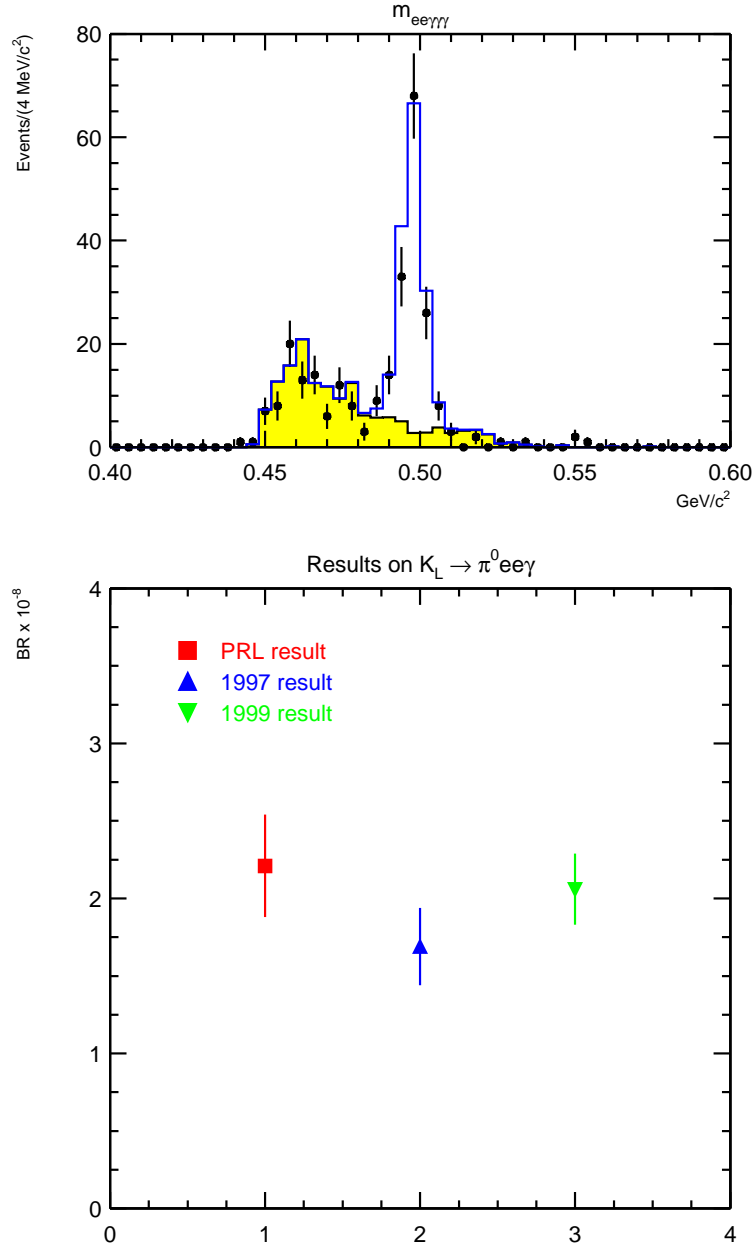 m_eeγγγ
Events/(4 MeV/c²)
80
60
40
20
0
0.40 0.45 0.50 0.55 0.60
GeV/c²
Results on K_L → π⁰eeγ
BR x 10⁻⁸
4
PRL result
1997 result
1999 result
3
2
1
0
0 1 2 3 4